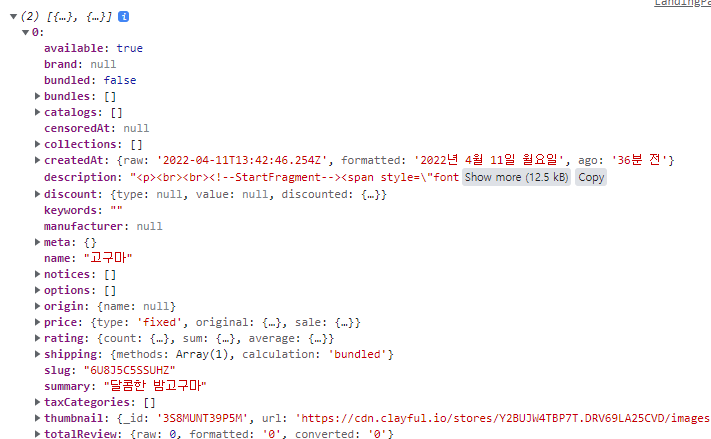 LandingPa
(2) [{…}, {…}] i
0:
available: true
brand: null
bundled: false
bundles: []
catalogs: []
censoredAt: null
collections: []
createdAt: {raw: '2022-04-11T13:42:46.254Z', formatted: '2022년 4월 11일 월요일', ago: '36분 전'}
description: "<p><br><br><!--StartFragment--><span style=\"font Show more (12.5 kB) Copy
discount: {type: null, value: null, discounted: {…}}
keywords: ""
manufacturer: null
meta: {}
name: "고구마"
notices: []
options: []
origin: {name: null}
price: {type: 'fixed', original: {…}, sale: {…}}
rating: {count: {…}, sum: {…}, average: {…}}
shipping: {methods: Array(1), calculation: 'bundled'}
slug: "6U8J5C5SSUHZ"
summary: "달콤한 밤고구마"
taxCategories: []
thumbnail: {_id: '3S8MUNT39P5M', url: 'https://cdn.clayful.io/stores/Y2BUJW4TBP7T.DRV69LA25CVD/images
totalReview: {raw: 0, formatted: '0', converted: '0'}